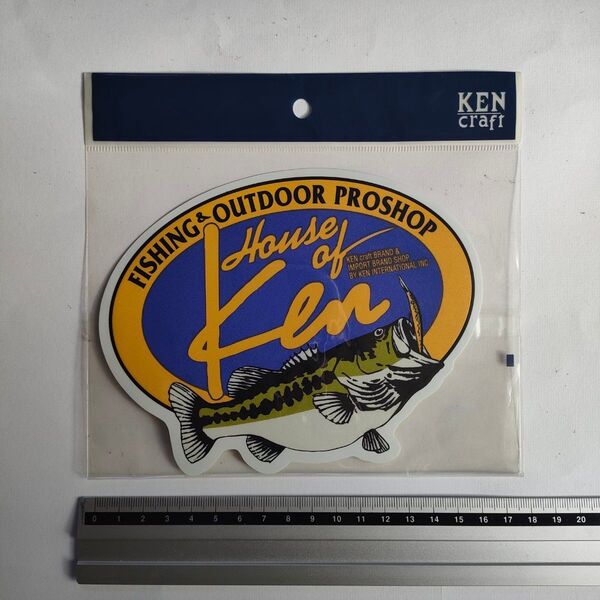 KEN
craft
FISHING & OUTDOOR PROSHOP
House
of
Ken
KEN craft BRAND &
IMPORT BRAND SHOP
BY KEN INTERNATIONAL INC
0 1 2 3 4 5 6 7 8 9 10 11 12 13 14 15 16 17 18 19 20